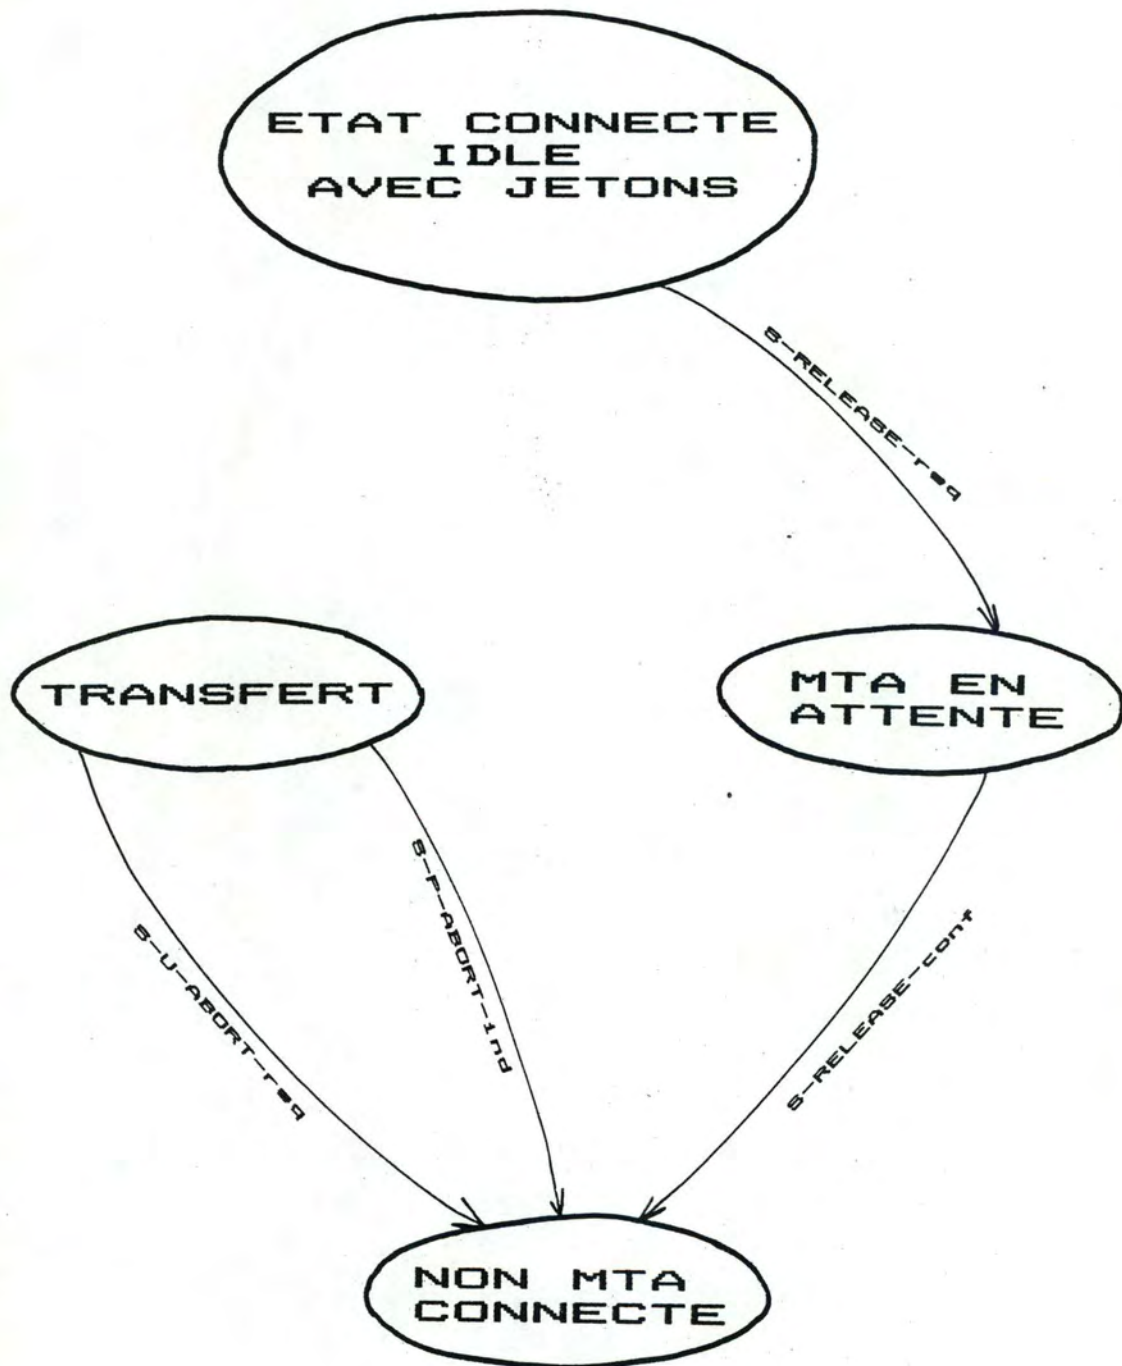 ETAT CONNECTE
IDLE
AVEC JETONS
S-RELEASE-req
TRANSFERT
MTA EN
ATTENTE
S-U-ABORT-req
S-P-ABORT-ind
S-RELEASE-conf
NON MTA
CONNECTE